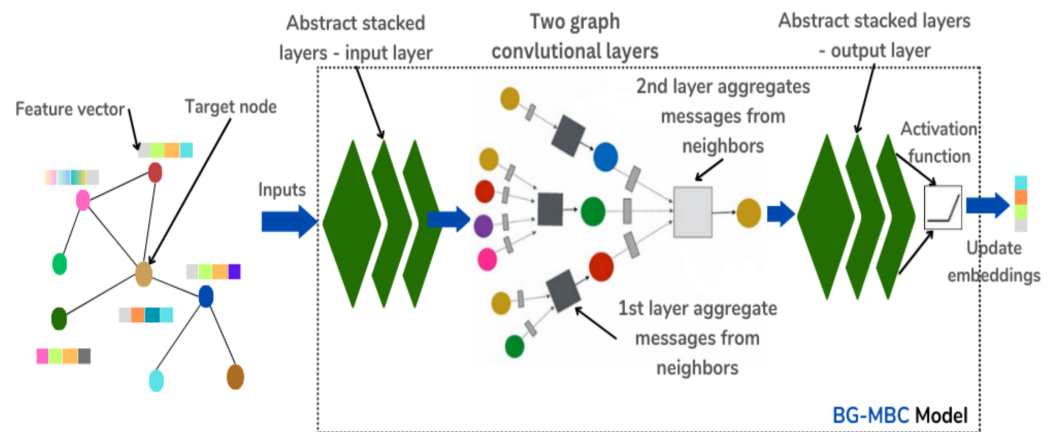 Abstract stacked
layers - input layer
Two graph
convlutional layers
Abstract stacked layers
- output layer
Feature vector
Target node
2nd layer aggregates
messages from
neighbors
Activation
function
Inputs
Update
embeddings
1st layer aggregate
messages from
neighbors
BG-MBC Model